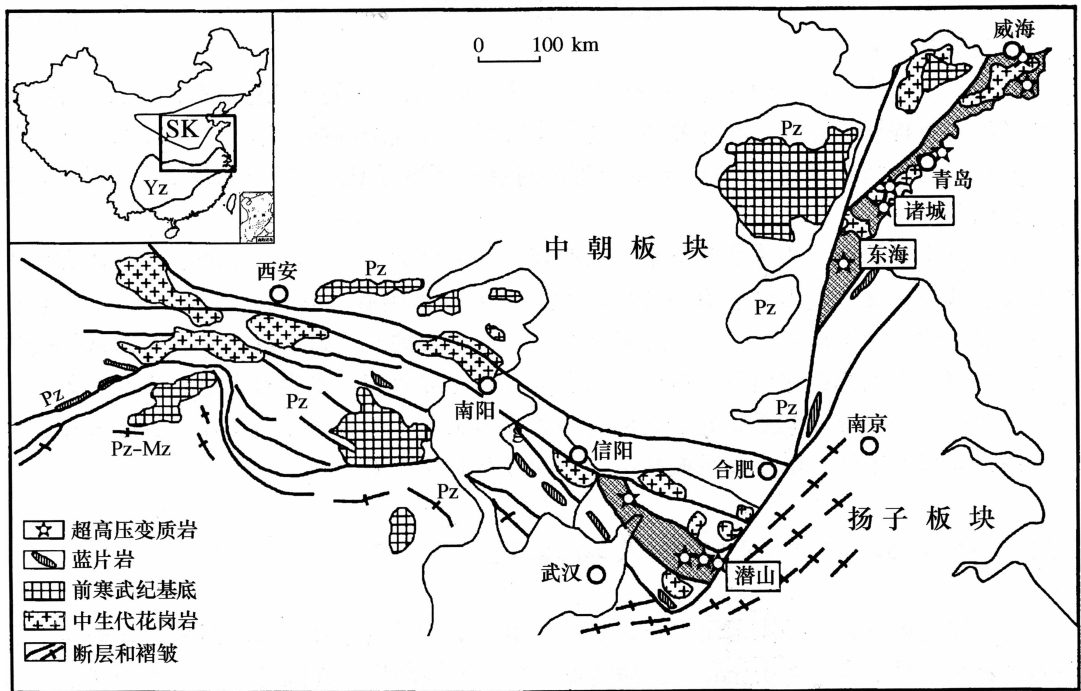 SK
Yz
0 100 km
威海
Pz
青岛
诸城
中朝板块
东海
西安
Pz
Pz
Pz
Pz
Pz
南阳
南京
Pz-Mz
信阳
合肥
Pz
扬子板块
武汉
潜山
超高压变质岩
蓝片岩
前寒武纪基底
中生代花岗岩
断层和褶皱